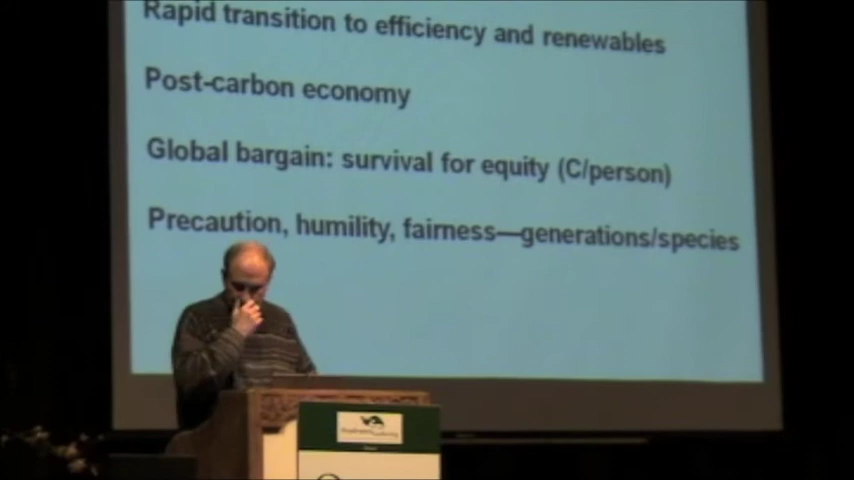 Rapid transition to efficiency and renewables
Post-carbon economy
Global bargain: survival for equity (C/person)
Precaution, humility, fairness—generations/species